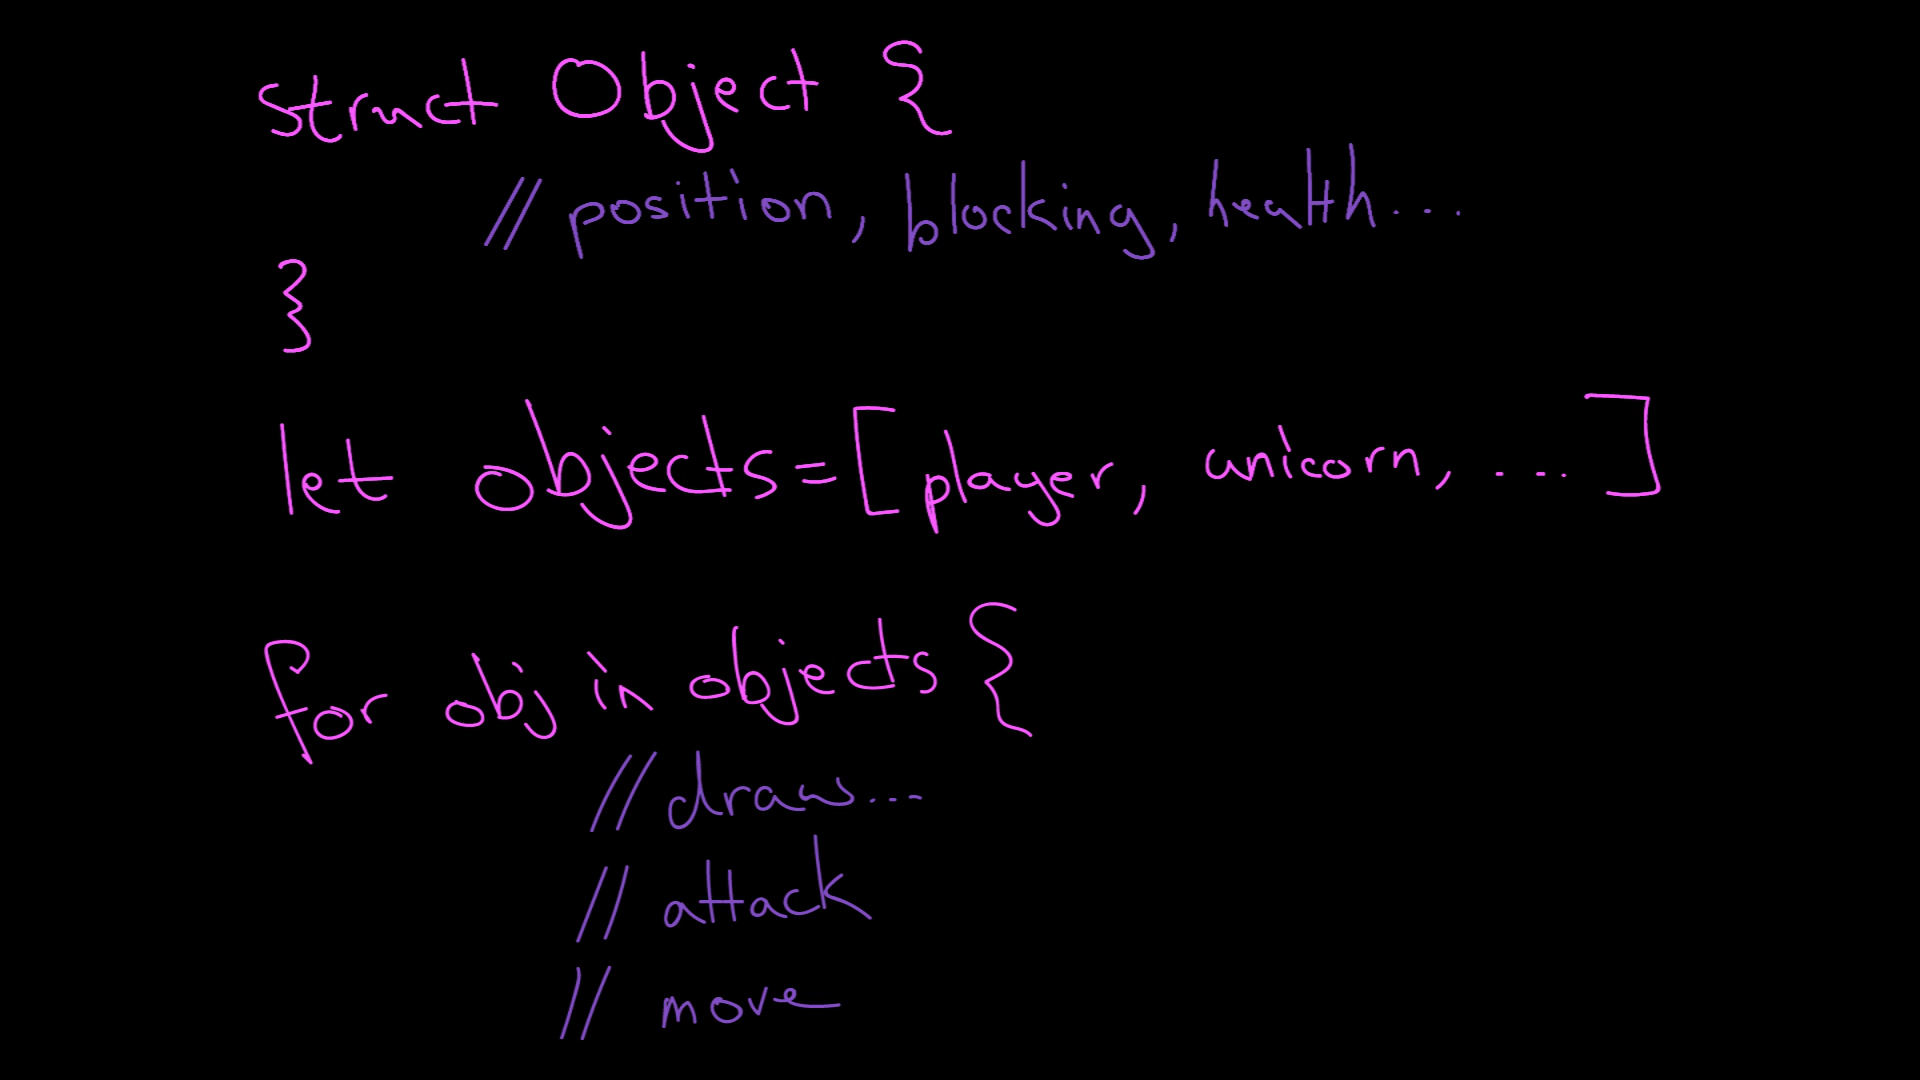 struct Object {
// position, blocking, health...
}
let objects=[player, unicorn, ...]
for obj in objects {
// draw...
// attack
// move